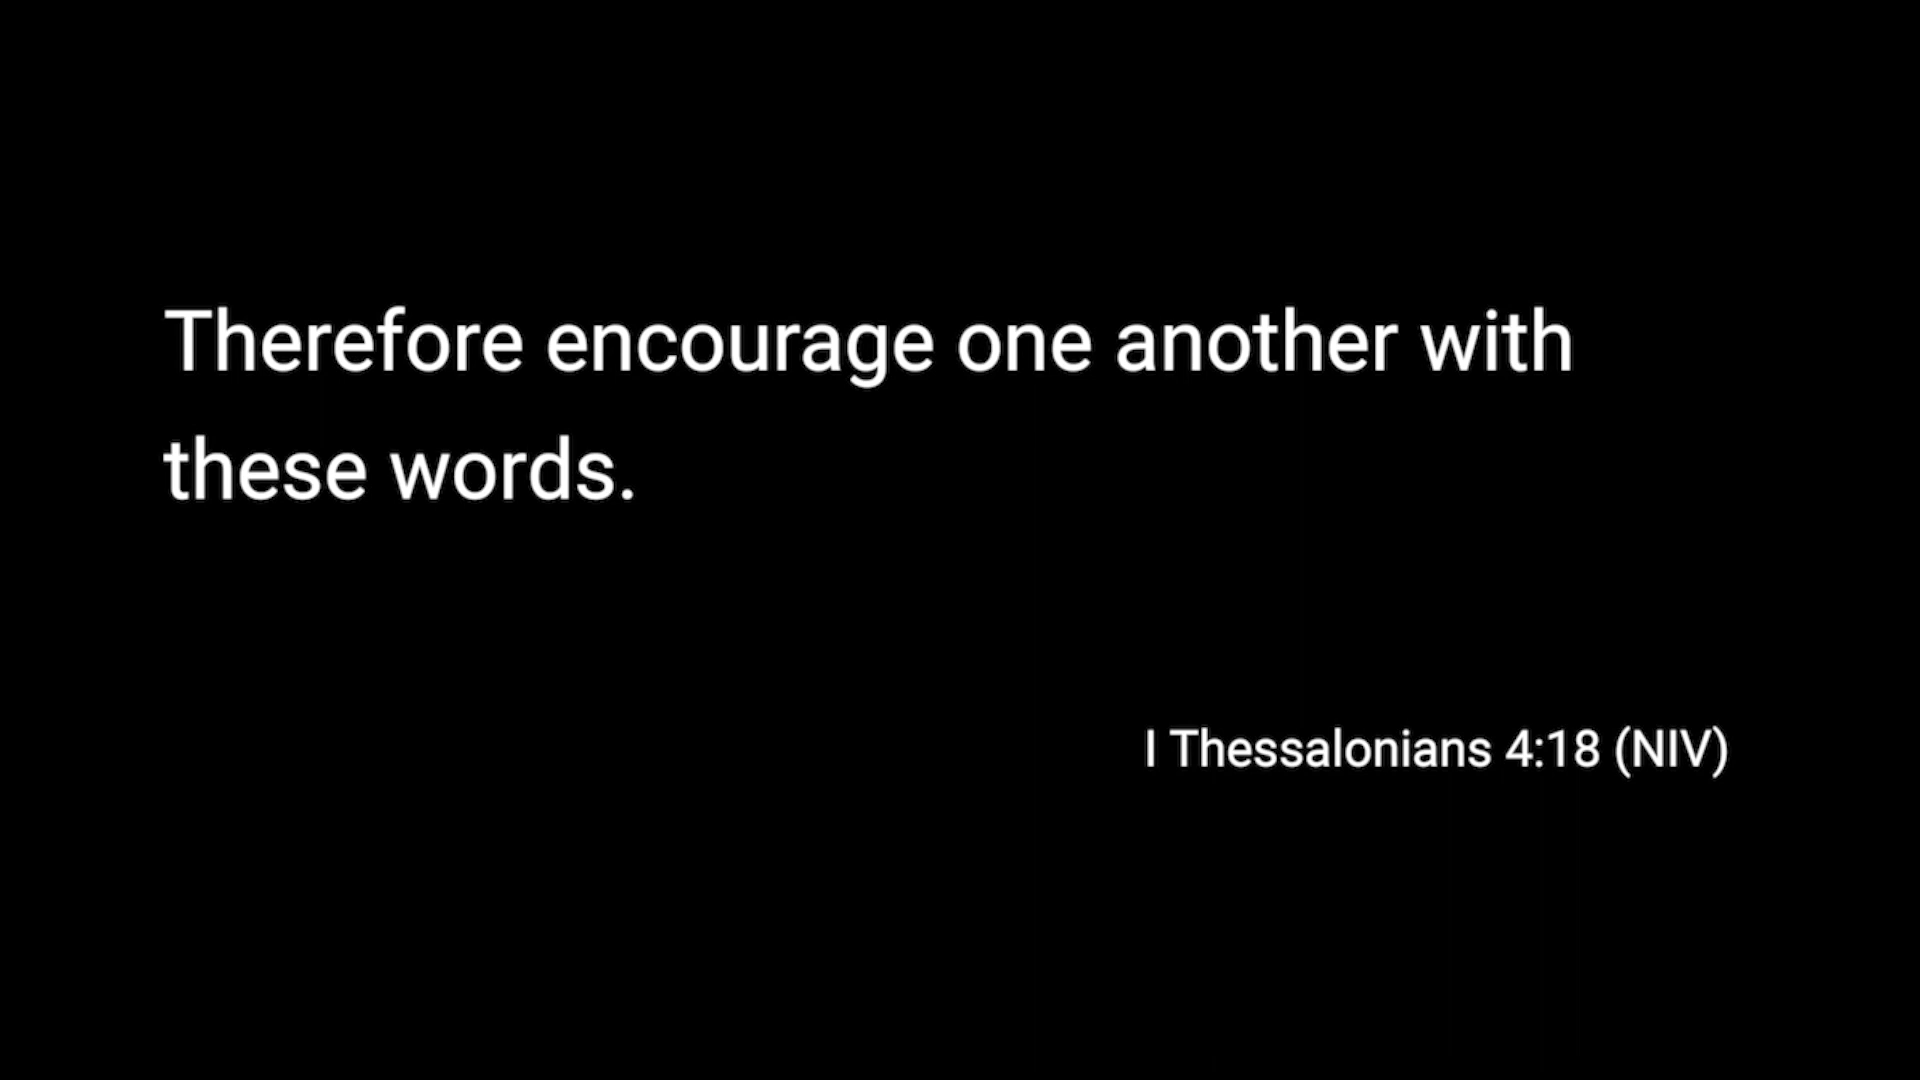 Therefore encourage one another with
these words.
I Thessalonians 4:18 (NIV)